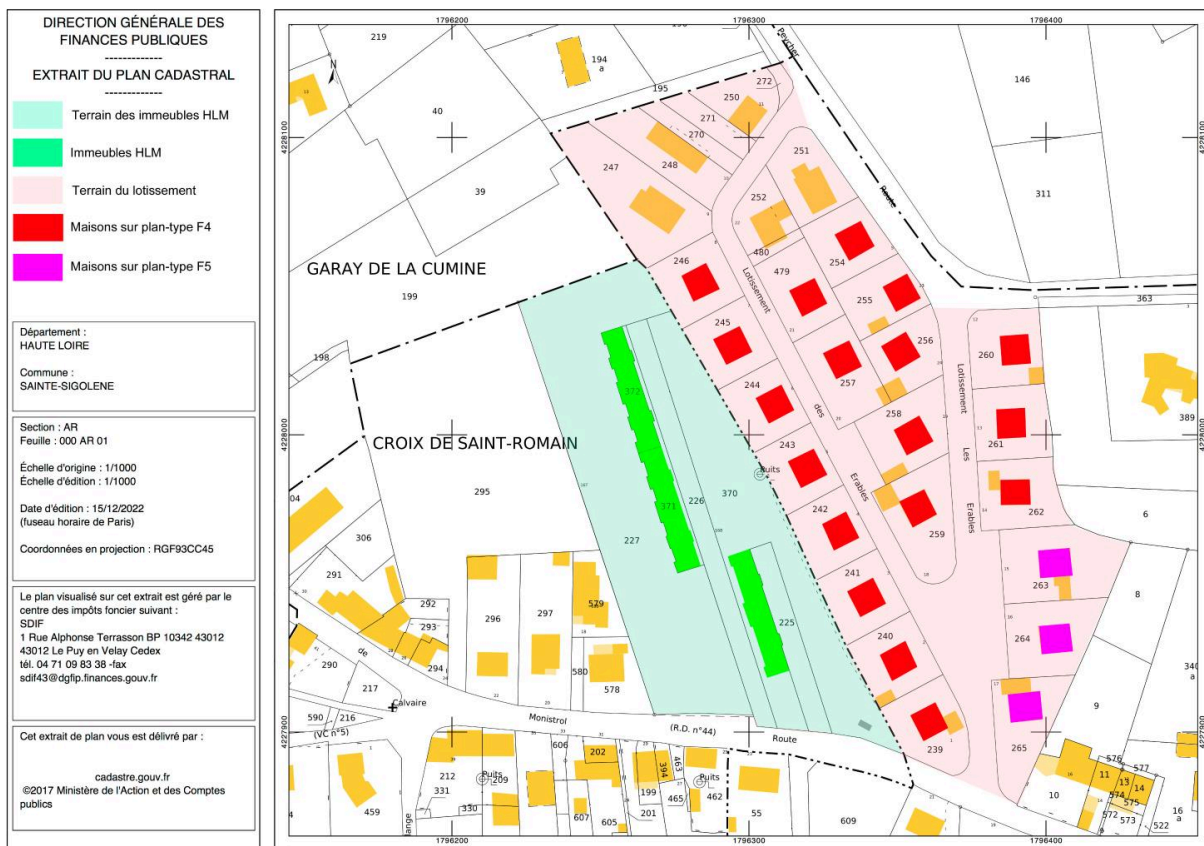 DIRECTION GÉNÉRALE DES
FINANCES PUBLIQUES
-------------
EXTRAIT DU PLAN CADASTRAL
-------------
Terrain des immeubles HLM
Immeubles HLM
Terrain du lotissement
Maisons sur plan-type F4
Maisons sur plan-type F5
Département :
HAUTE LOIRE
Commune :
SAINTE-SIGOLENE
Section : AR
Feuille : 000 AR 01
Échelle d'origine : 1/1000
Échelle d'édition : 1/1000
Date d'édition : 15/12/2022
(fuseau horaire de Paris)
Coordonnées en projection : RGF93CC45
Le plan visualisé sur cet extrait est géré par le
centre des impôts foncier suivant :
SDIF
1 Rue Alphonse Terrasson BP 10342 43012
43012 Le Puy en Velay Cedex
tél. 04 71 09 83 38 -fax
sdif43@dgfip.finances.gouv.fr
Cet extrait de plan vous est délivré par :
cadastre.gouv.fr
©2017 Ministère de l'Action et des Comptes
publics
1796200
1796300
1796400
4228100
4228100
4228000
4228000
4227900
4227900
N
219
194
a
195
272
Peycher
146
40
250
271
270
251
247
248
39
252
Route
311
GARAY DE LA CUMINE
246
480
479
254
199
Lotissement
255
363
198
245
256
260
372
257
Lotissement
389
244
des
258
CROIX DE SAINT-ROMAIN
243
261
Les
Puits
295
370
Erables
371
226
242
259
Erables
262
6
04
306
227
241
263
8
291
292
293
296
297
579
225
240
264
340
a
290
294
580
578
de
217
Calvaire
9
590
216
(VC n°5)
Monistrol
(R.D. n°44)
Route
239
265
606
202
212
Puits
209
394
463
Puits
576
577
11
13
14
331
199
465
462
10
574
575
16
a
459
330
607
605
201
55
609
572
573
522
ange